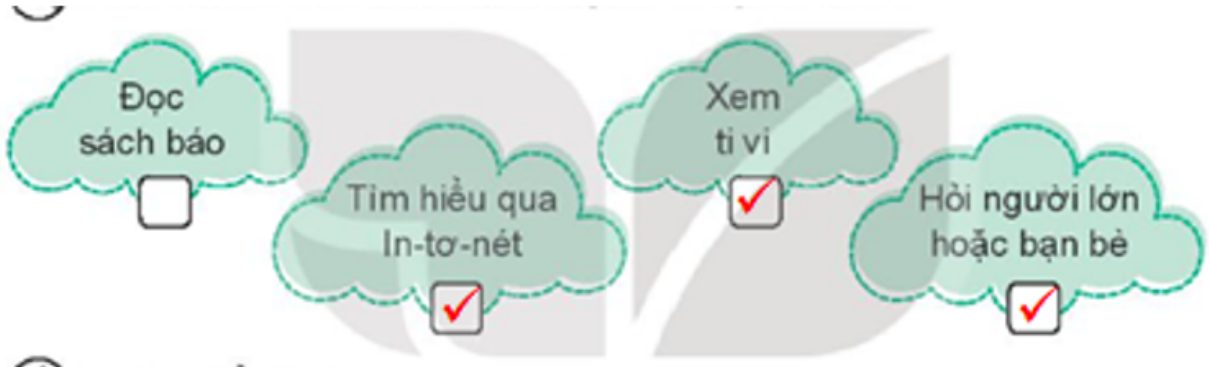 Đọc
sách báo
Tìm hiểu qua
In-tơ-nét
Xem
ti vi
Hỏi người lớn
hoặc bạn bè